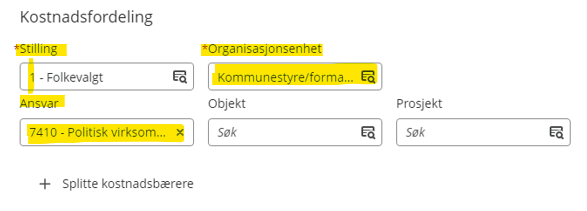 Kostnadsfordeling
*Stilling *Organisasjonsenhet
1 - Folkevalgt Kommunestyre/forma...
Ansvar Objekt Prosjekt
7410 - Politisk virksom... × Søk Søk
+ Splitte kostnadsbærere